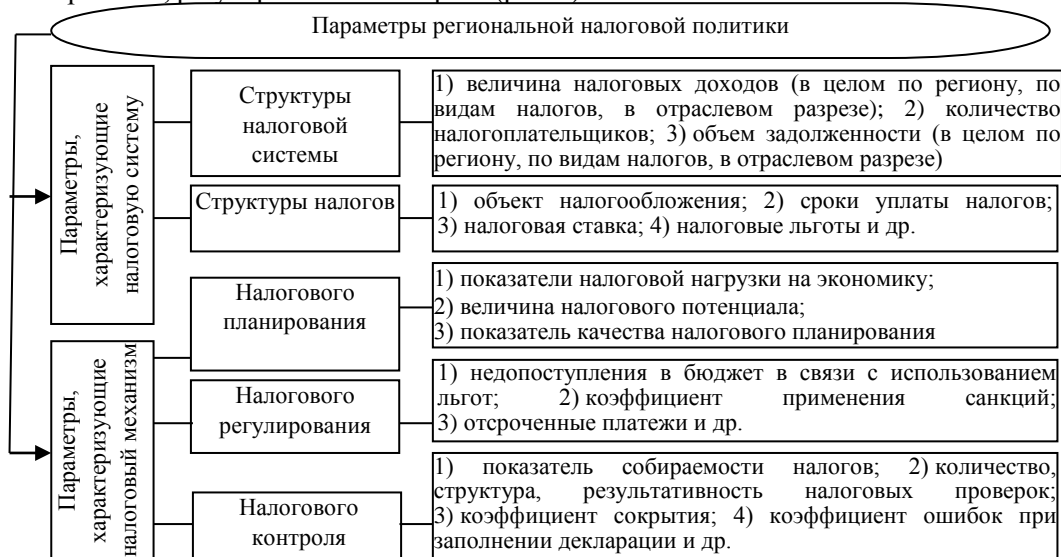 Параметры региональной налоговой политики
Параметры,
характеризующие
налоговую систему
Структуры
налоговой
системы
1) величина налоговых доходов (в целом по региону, по
видам налогов, в отраслевом разрезе); 2) количество
налогоплательщиков; 3) объем задолженности (в целом по
региону, по видам налогов, в отраслевом разрезе)
Структуры налогов
1) объект налогообложения; 2) сроки уплаты налогов;
3) налоговая ставка; 4) налоговые льготы и др.
Параметры,
характеризующие
налоговый механизм
Налогового
планирования
1) показатели налоговой нагрузки на экономику;
2) величина налогового потенциала;
3) показатель качества налогового планирования
Налогового
регулирования
1) недопоступления в бюджет в связи с использованием
льгот; 2) коэффициент применения санкций;
3) отсроченные платежи и др.
Налогового
контроля
1) показатель собираемости налогов; 2) количество,
структура, результативность налоговых проверок;
3) коэффициент сокрытия; 4) коэффициент ошибок при
заполнении декларации и др.